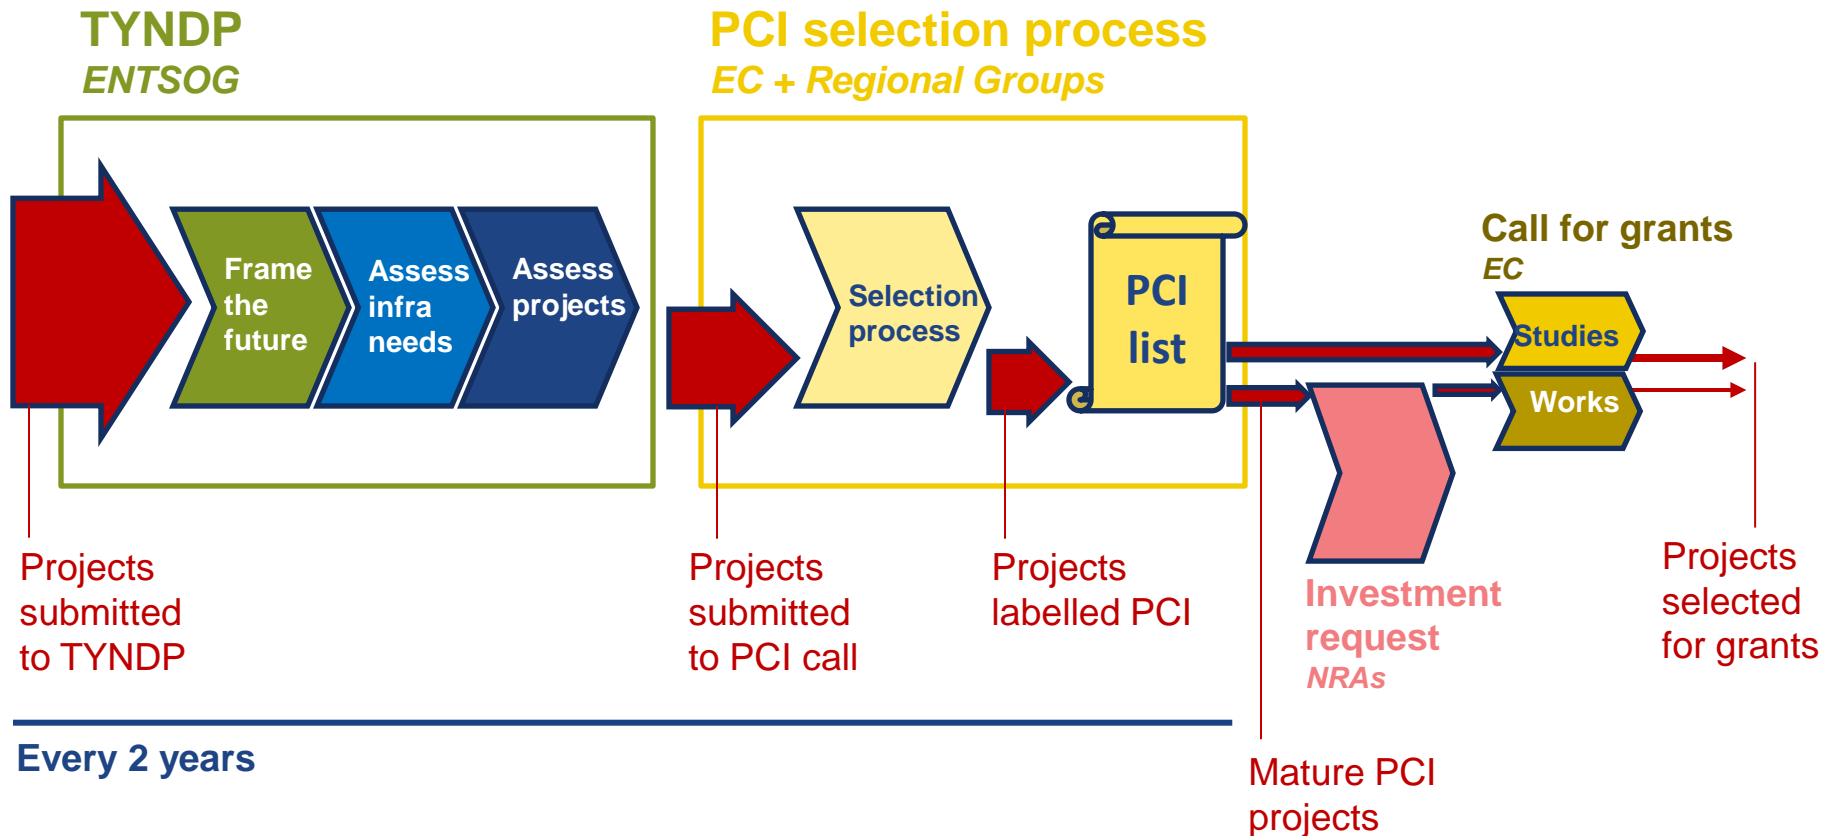 TYNDP
ENTSOG
PCI selection process
EC + Regional Groups
Frame
the
future
Assess
infra
needs
Assess
projects
Selection
process
PCI
list
Call for grants
EC
Studies
Works
Projects
submitted
to TYNDP
Projects
submitted
to PCI call
Projects
labelled PCI
Investment
request
NRAs
Projects
selected
for grants
Every 2 years
Mature PCI
projects